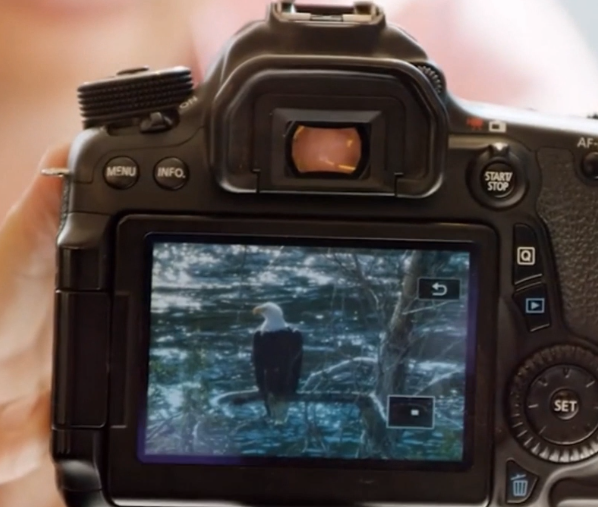 MENU
INFO.
START/
STOP
AF-
Q
SET